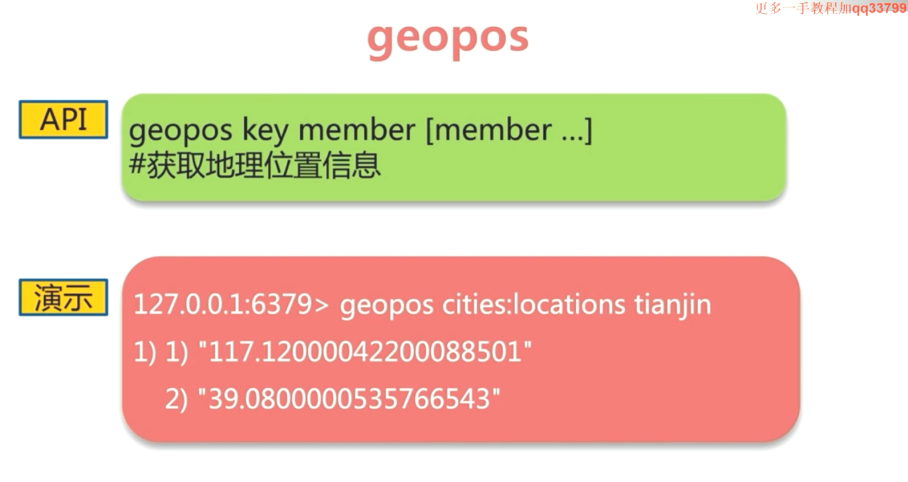 更多一手教程加qq33799
geopos
API
geopos key member [member ...]
#获取地理位置信息
演示
127.0.0.1:6379> geopos cities:locations tianjin
1) 1) "117.12000042200088501"
2) "39.0800000535766543"